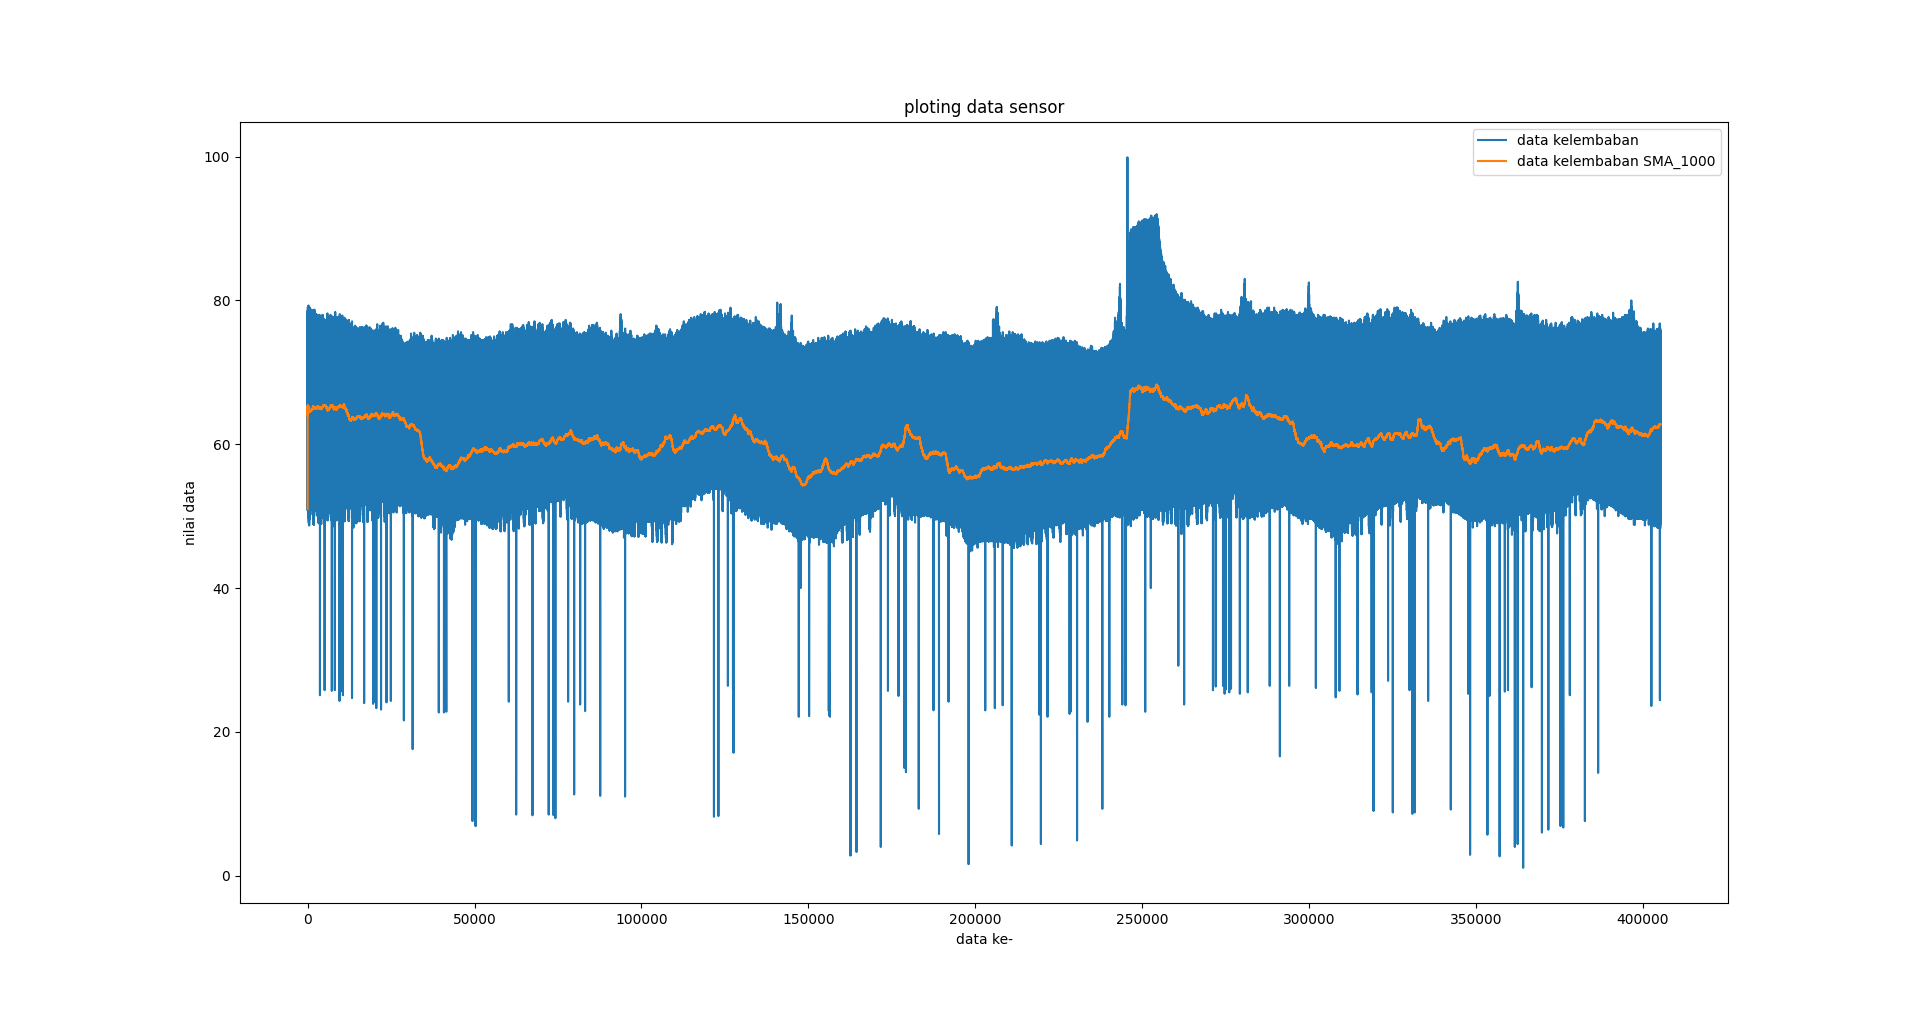 ploting data sensor
data kelembaban
data kelembaban SMA_1000
nilai data
100
80
60
40
20
0
0 50000 100000 150000 200000 250000 300000 350000 400000
data ke-